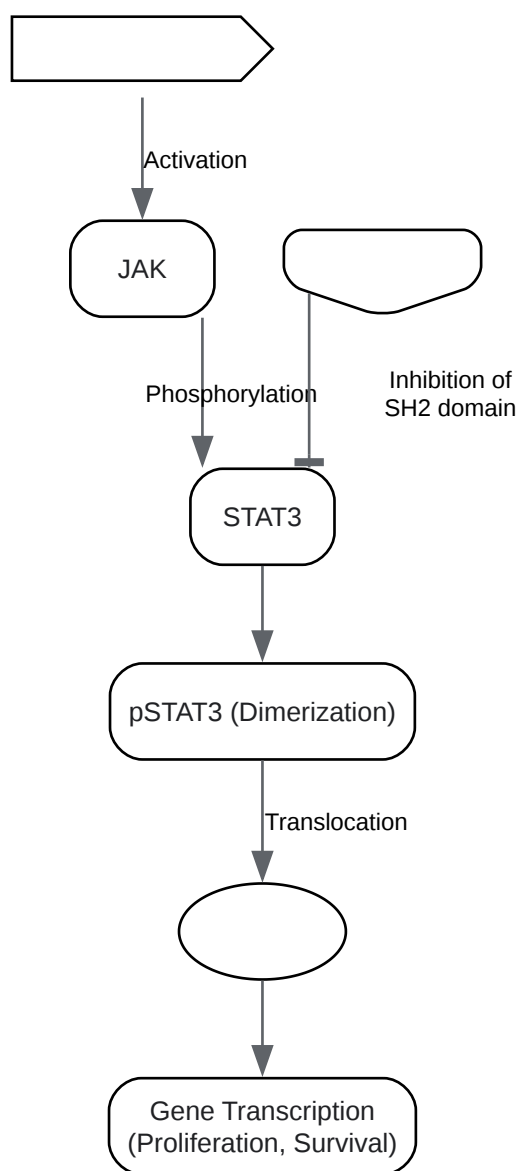 Activation
JAK
Phosphorylation
Inhibition of
SH2 domain
STAT3
pSTAT3 (Dimerization)
Translocation
Gene Transcription
(Proliferation, Survival)